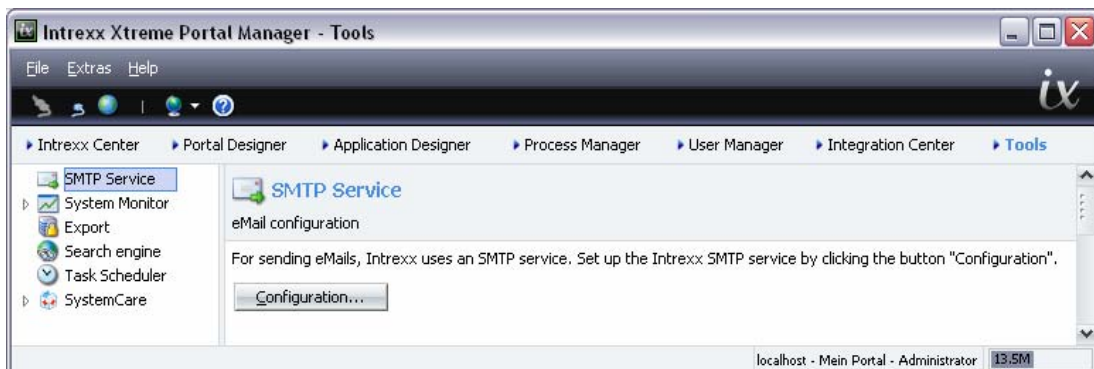 Intrexx Xtreme Portal Manager - Tools
File Extras Help
ix
Intrexx Center Portal Designer Application Designer Process Manager User Manager Integration Center Tools
SMTP Service
System Monitor
Export
Search engine
Task Scheduler
SystemCare
SMTP Service
eMail configuration
For sending eMails, Intrexx uses an SMTP service. Set up the Intrexx SMTP service by clicking the button "Configuration".
Configuration...
localhost - Mein Portal - Administrator 13.5M